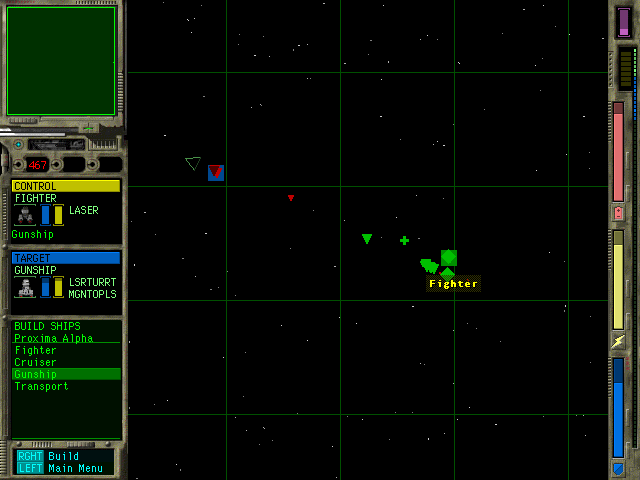 467
CONTROL
FIGHTER
LASER
Gunship
TARGET
GUNSHIP
LSRTURRT
MGNTOPLS
BUILD SHIPS
Proxima Alpha
Fighter
Cruiser
Gunship
Transport
RGHT Build
LEFT Main Menu
Fighter